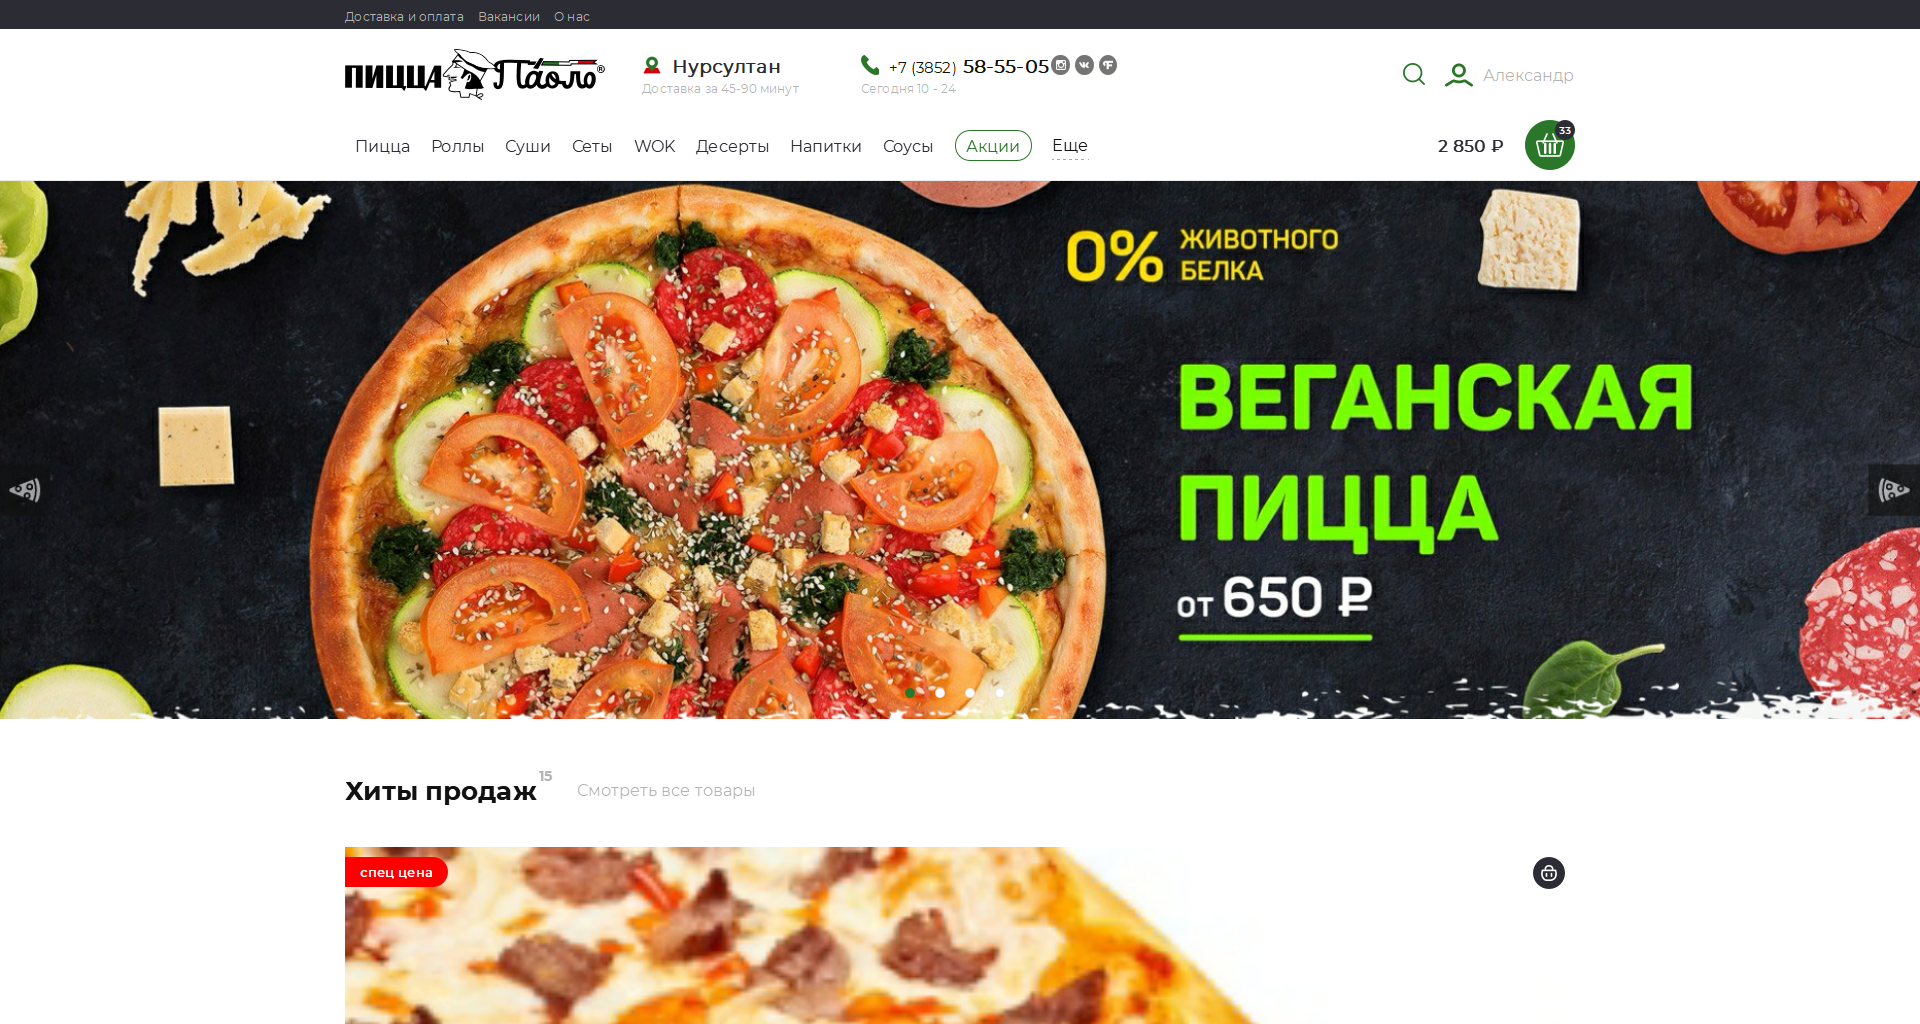 Доставка и оплата Вакансии О нас
ПИЦЦА Па́оло®
Нурсултан
Доставка за 45-90 минут
+7 (3852) 58-55-05
Сегодня 10 - 24
Александр
Пицца Роллы Суши Сеты WOK Десерты Напитки Соусы Акции Еще
2 850 ₽
33
0% ЖИВОТНОГО
БЕЛКА
ВЕГАНСКАЯ
ПИЦЦА
от 650 ₽
Хиты продаж 15
Смотреть все товары
спец цена